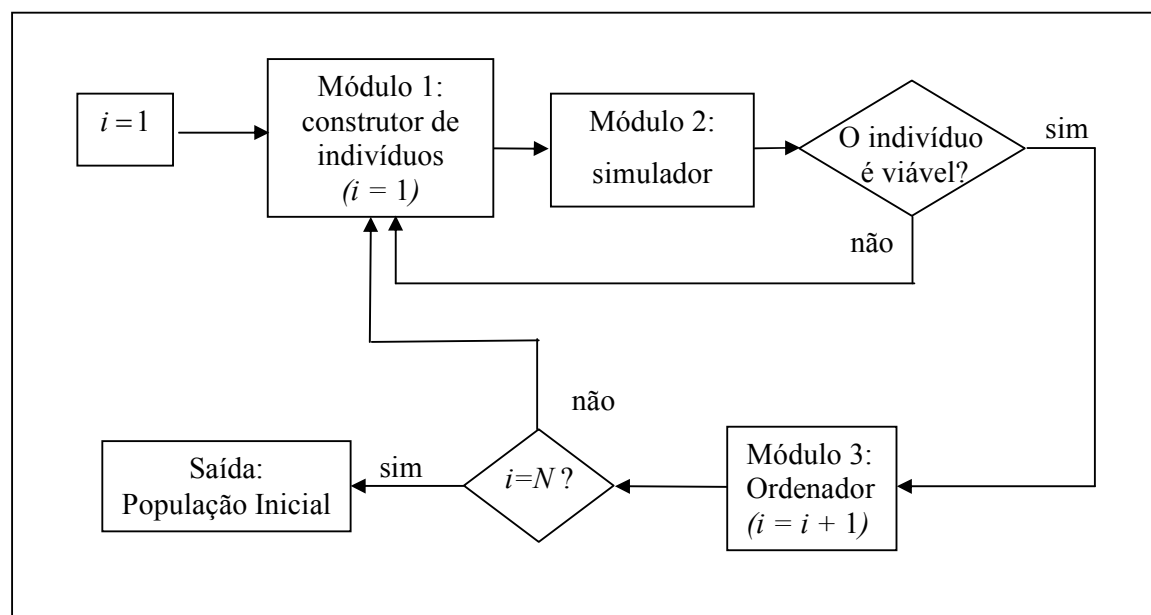 i = 1
Módulo 1:
construtor de
indivíduos
(i = 1)
Módulo 2:
simulador
O indivíduo
é viável?
sim
não
Módulo 3:
Ordenador
(i = i + 1)
i=N ?
não
sim
Saída:
População Inicial